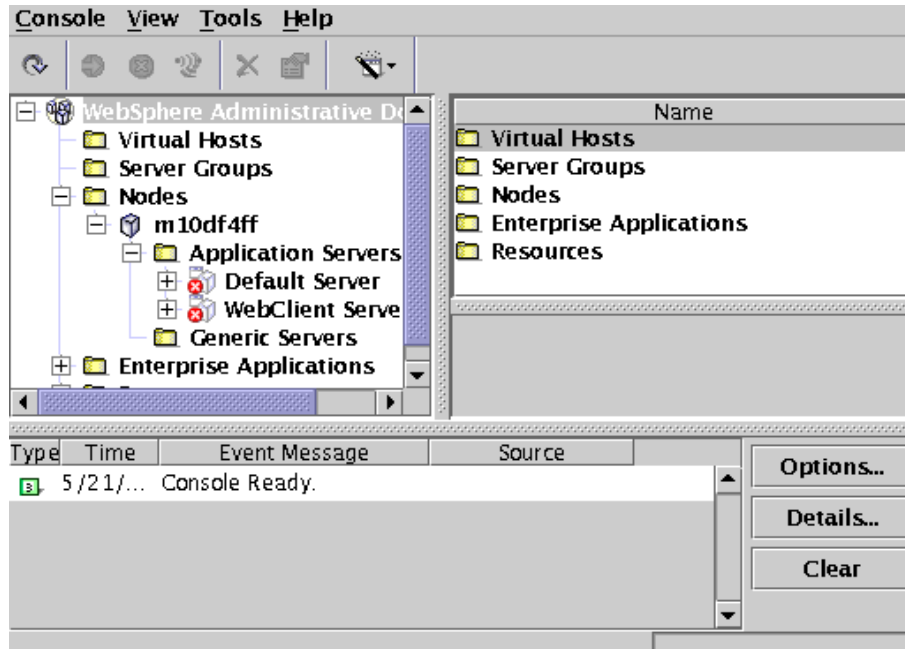 Console View Tools Help
WebSphere Administrative Do
Virtual Hosts
Server Groups
Nodes
m10df4ff
Application Servers
Default Server
WebClient Serve
Generic Servers
Enterprise Applications
Name
Virtual Hosts
Server Groups
Nodes
Enterprise Applications
Resources
Type Time Event Message Source
3 5/21/... Console Ready.
Options...
Details...
Clear